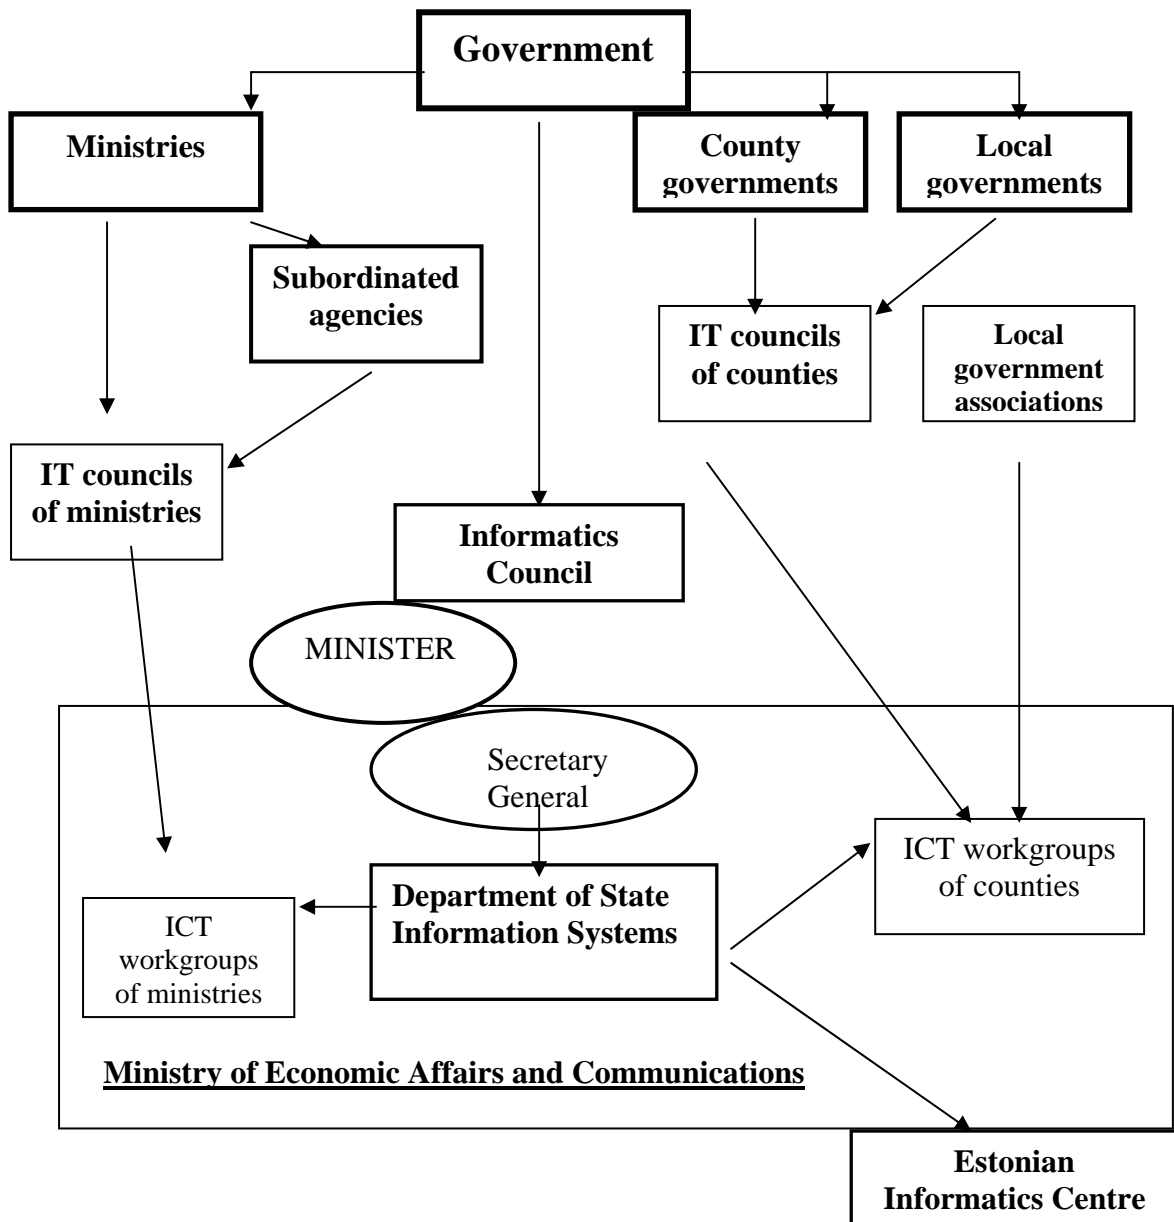 Government
Ministries
County
governments
Local
governments
Subordinated
agencies
IT councils
of counties
Local
government
associations
IT councils
of ministries
Informatics
Council
MINISTER
Secretary
General
ICT workgroups
of counties
Department of State
Information Systems
ICT
workgroups
of ministries
Ministry of Economic Affairs and Communications
Estonian
Informatics Centre